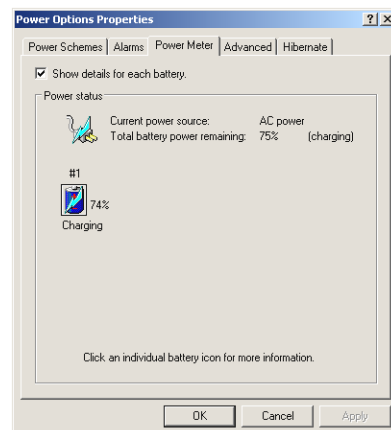 Power Options Properties
Power Schemes Alarms Power Meter Advanced Hibernate
Show details for each battery.
Power status
Current power source: AC power
Total battery power remaining: 75% (charging)
#1
74%
Charging
Click an individual battery icon for more information.
OK Cancel Apply